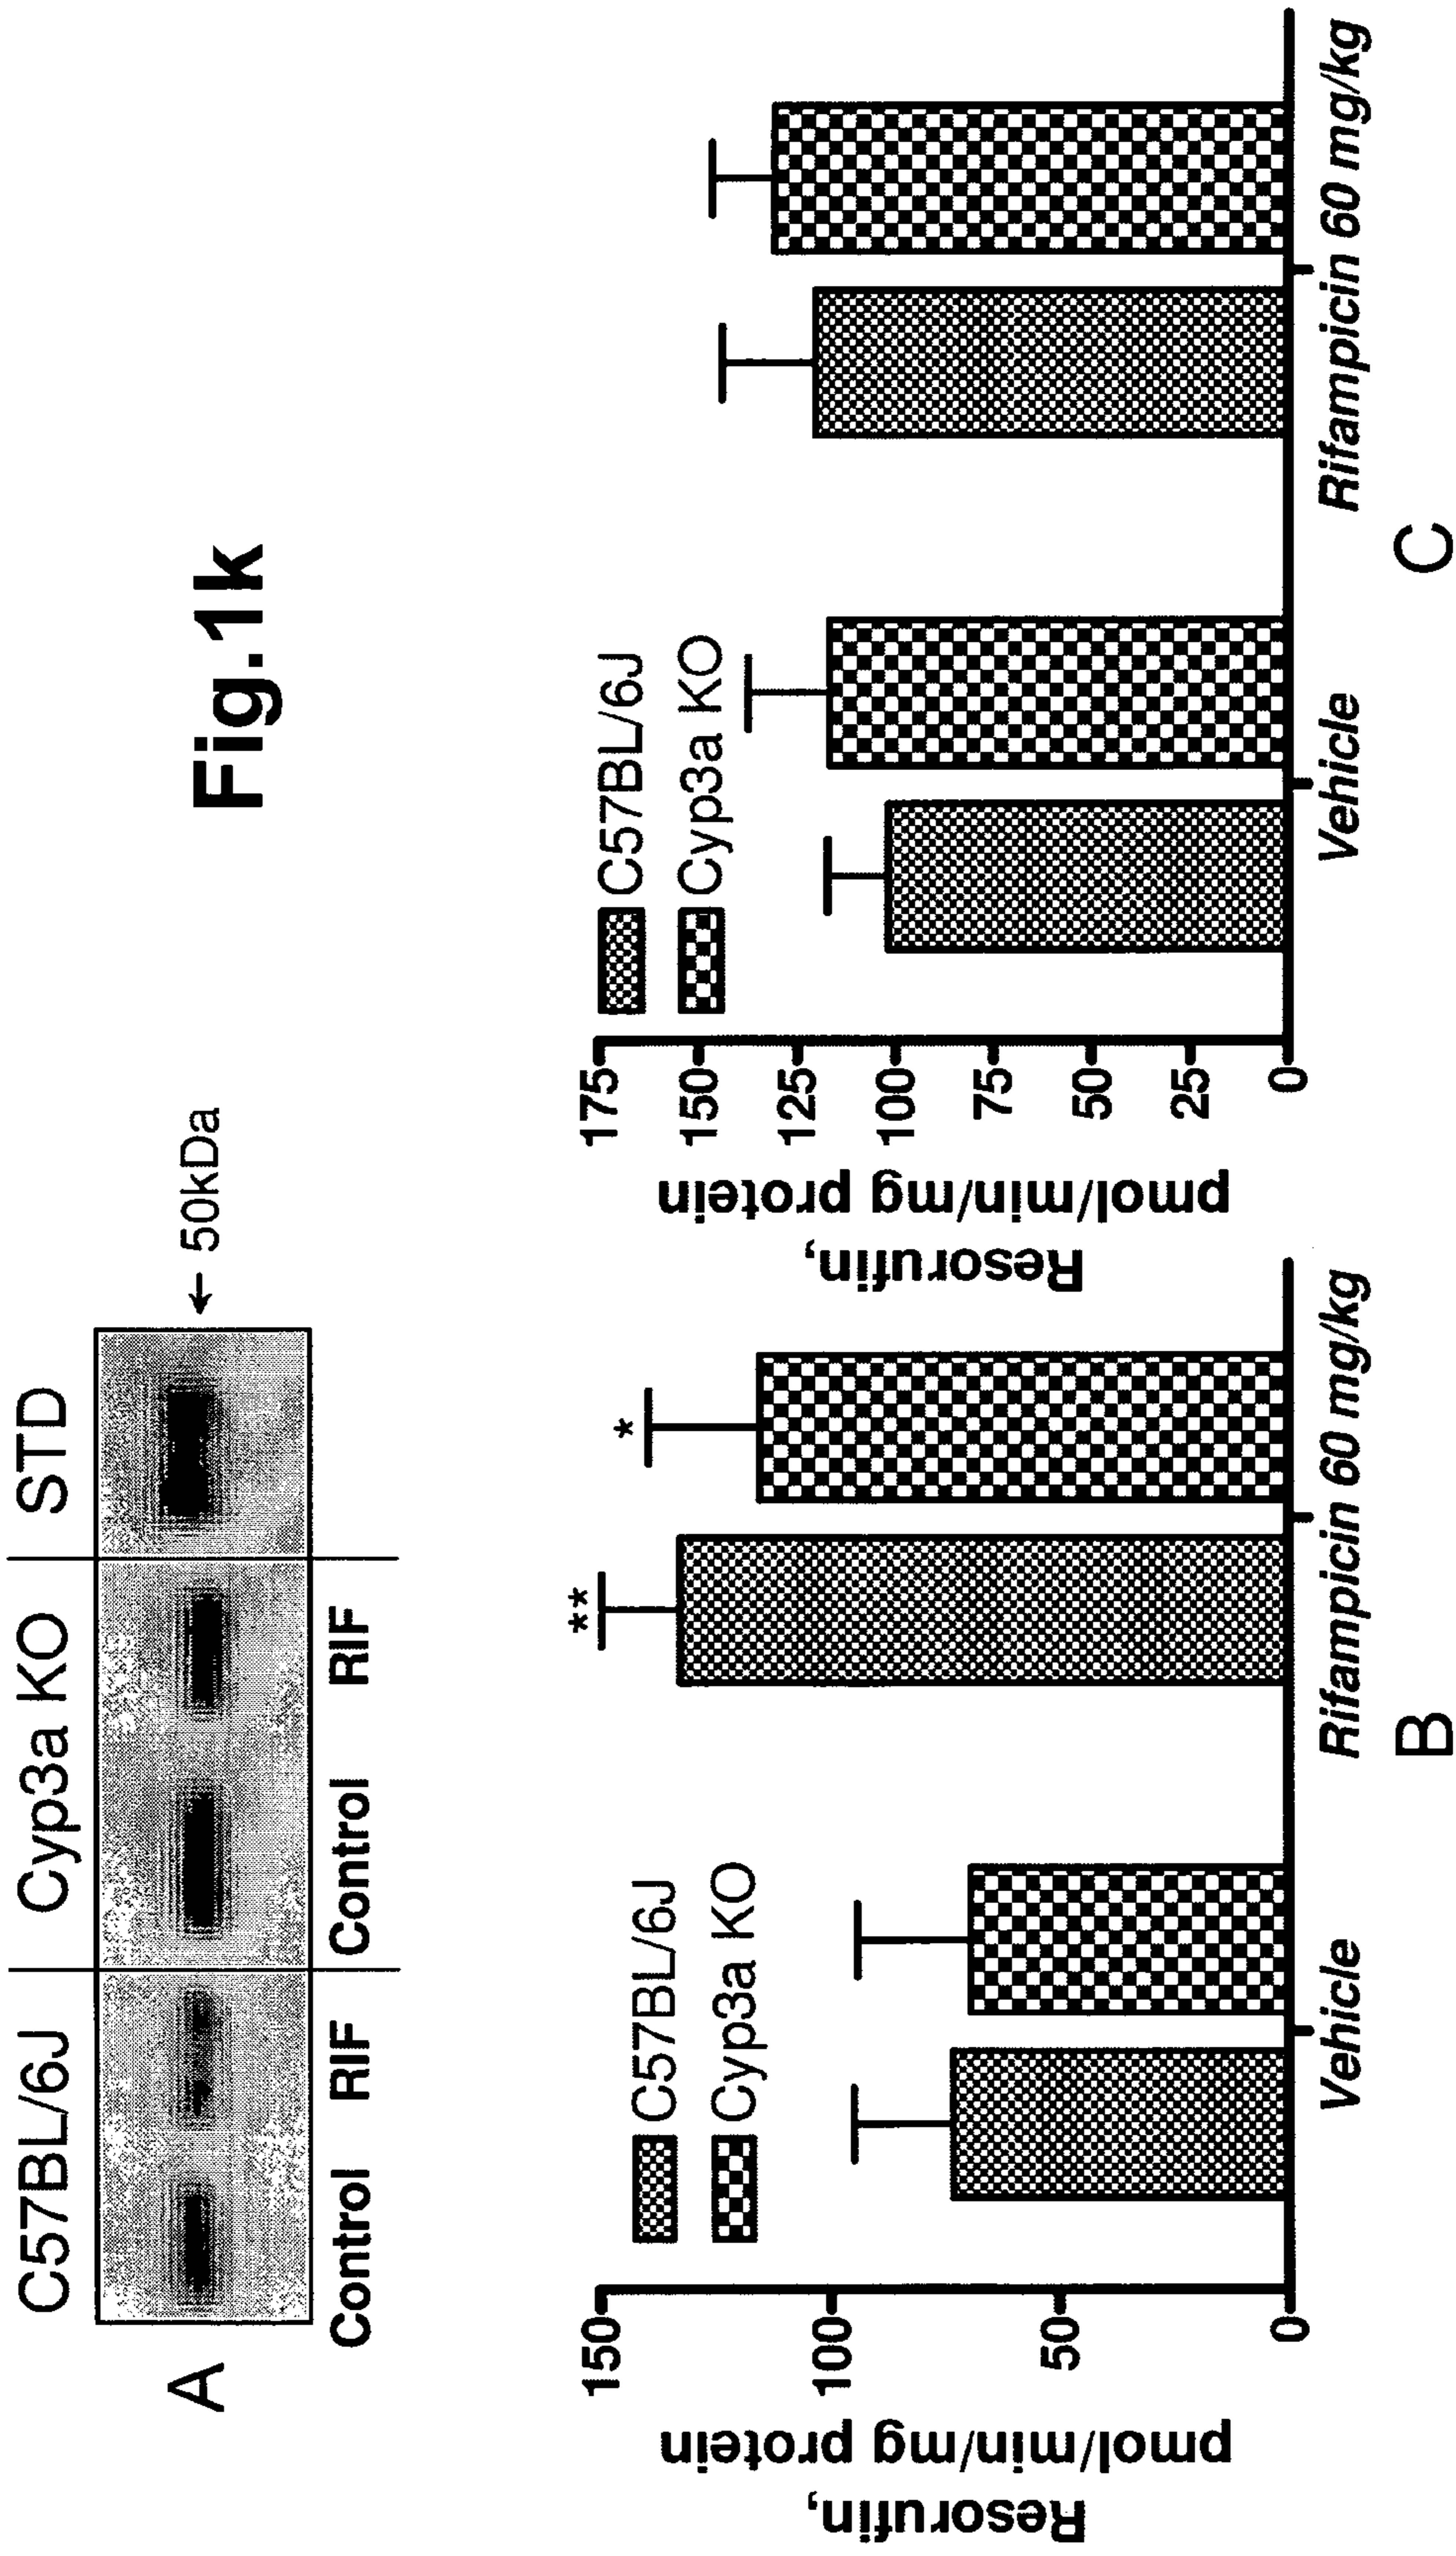 Fig.1k
A
C57BL/6J Cyp3a KO STD
← 50kDa
Control RIF Control RIF
Resorufin,
pmol/min/mg protein
150
100
50
0
C57BL/6J
Cyp3a KO
** *
Vehicle Rifampicin 60 mg/kg
B
Resorufin,
pmol/min/mg protein
175
150
125
100
75
50
25
0
C57BL/6J
Cyp3a KO
Vehicle Rifampicin 60 mg/kg
C